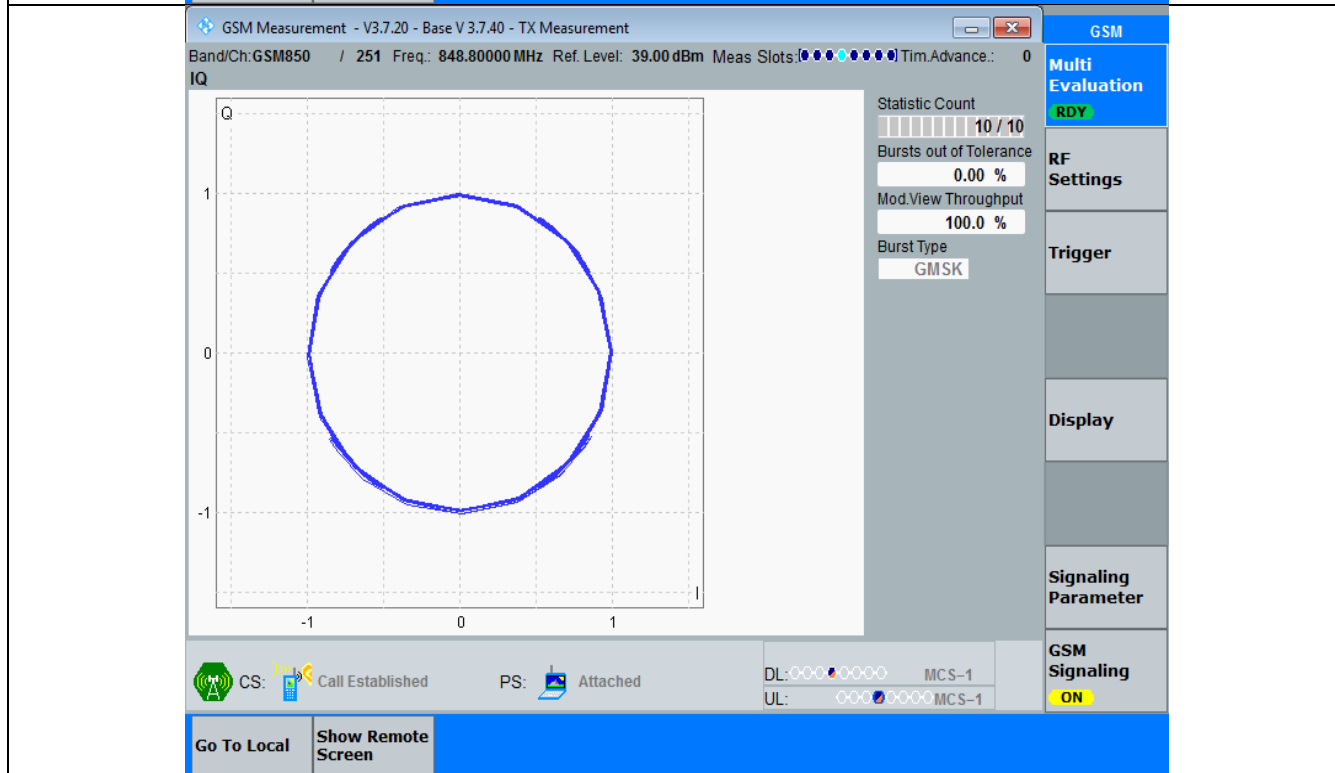 GSM Measurement - V3.7.20 - Base V 3.7.40 - TX Measurement
Band/Ch:GSM850 / 251 Freq.: 848.80000 MHz Ref. Level: 39.00 dBm Meas Slots: Tim.Advance.: 0
IQ
Q
1
0
-1
I
-1 0 1
Statistic Count
10 / 10
Bursts out of Tolerance
0.00 %
Mod.View Throughput
100.0 %
Burst Type
GMSK
CS: Call Established PS: Attached
DL: MCS-1
UL: MCS-1
GSM
Multi
Evaluation
RDY
RF
Settings
Trigger
Display
Signaling
Parameter
GSM
Signaling
ON
Go To Local
Show Remote
Screen